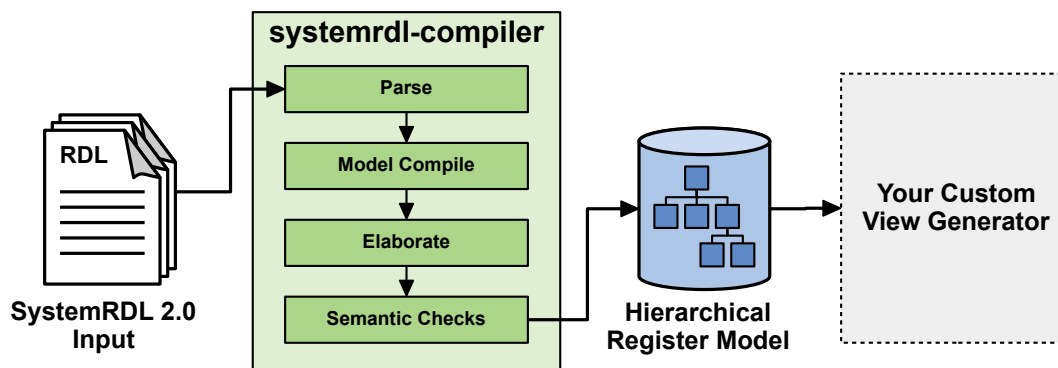 systemrdl-compiler
Parse
Model Compile
Elaborate
Semantic Checks
RDL
SystemRDL 2.0
Input
Hierarchical
Register Model
Your Custom
View Generator